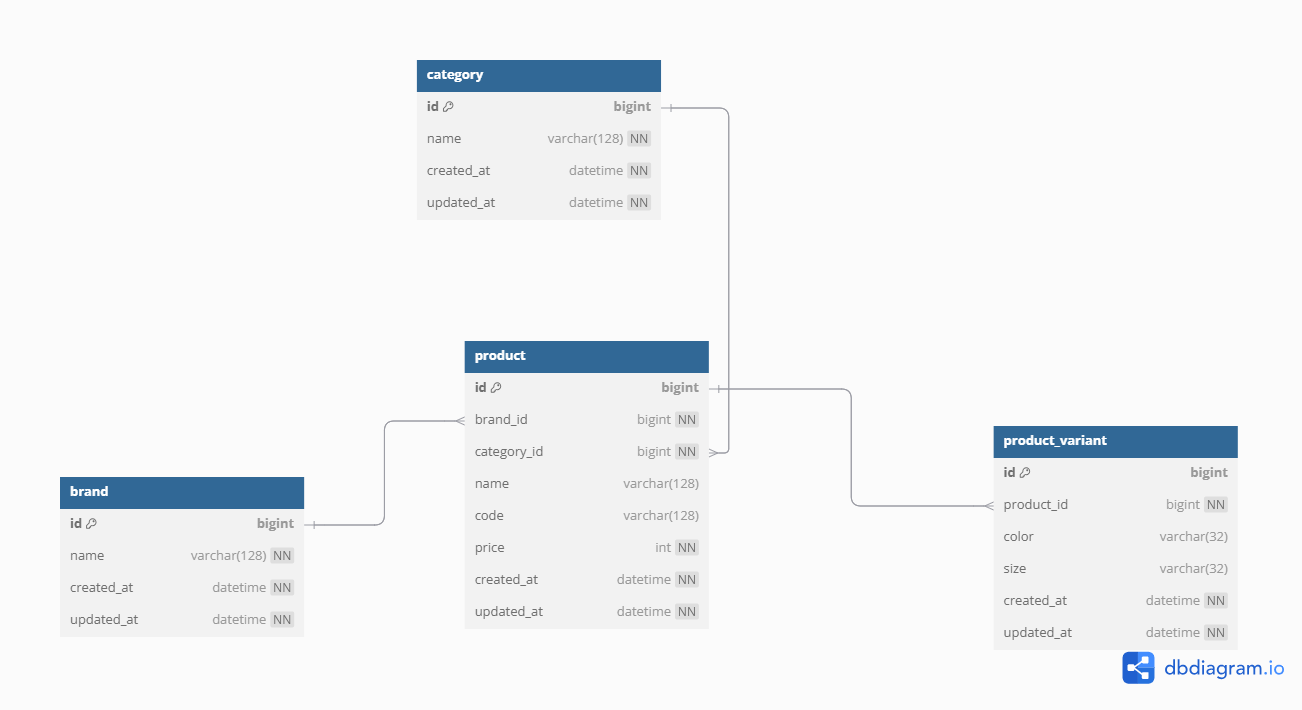 category
id bigint
name varchar(128) NN
created_at datetime NN
updated_at datetime NN
product
id bigint
brand_id bigint NN
category_id bigint NN
name varchar(128)
code varchar(128)
price int NN
created_at datetime NN
updated_at datetime NN
brand
id bigint
name varchar(128) NN
created_at datetime NN
updated_at datetime NN
product_variant
id bigint
product_id bigint NN
color varchar(32)
size varchar(32)
created_at datetime NN
updated_at datetime NN
dbdiagram.io